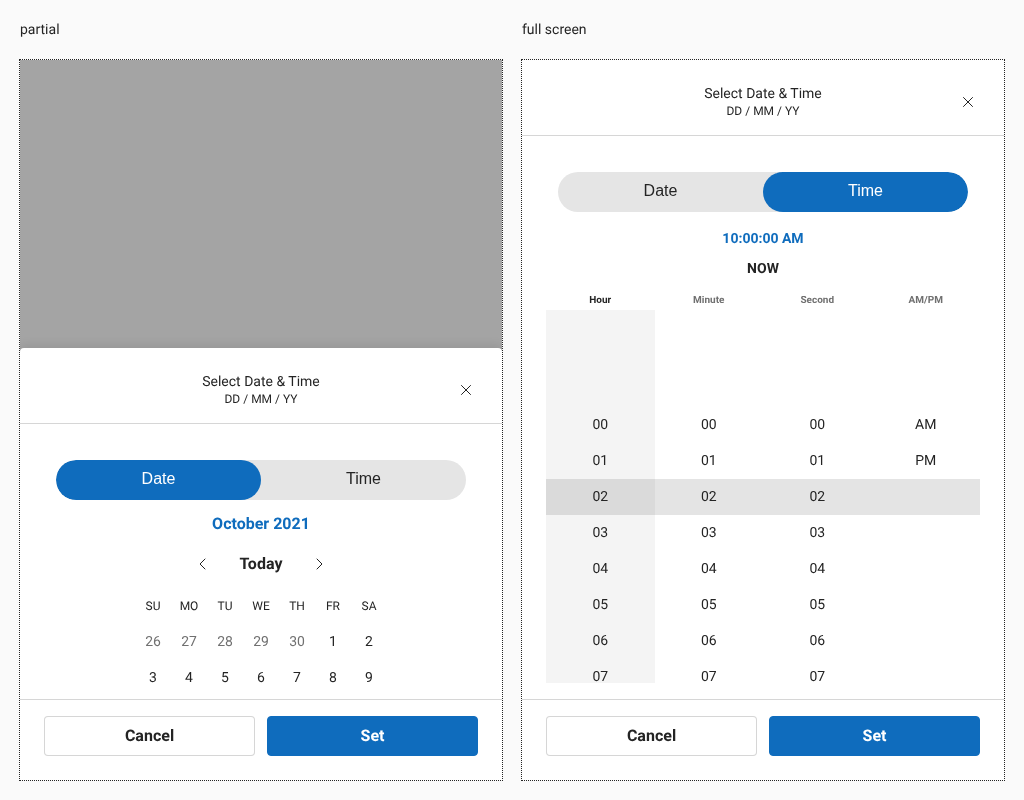 partial
Select Date & Time
DD / MM / YY
Date Time
October 2021
Today
SU MO TU WE TH FR SA
26 27 28 29 30 1 2
3 4 5 6 7 8 9
Cancel Set
full screen
Select Date & Time
DD / MM / YY
Date Time
10:00:00 AM
NOW
Hour Minute Second AM/PM
00 00 00 AM
01 01 01 PM
02 02 02
03 03 03
04 04 04
05 05 05
06 06 06
07 07 07
Cancel Set